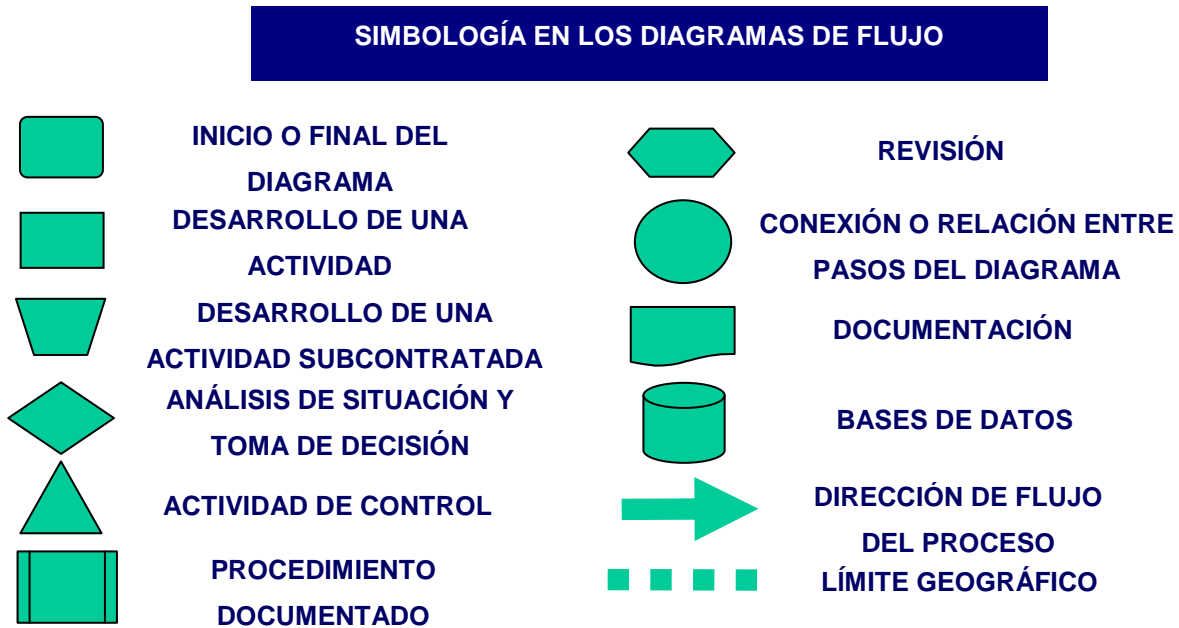 SIMBOLOGÍA EN LOS DIAGRAMAS DE FLUJO
INICIO O FINAL DEL
DIAGRAMA
DESARROLLO DE UNA
ACTIVIDAD
DESARROLLO DE UNA
ACTIVIDAD SUBCONTRATADA
ANÁLISIS DE SITUACIÓN Y
TOMA DE DECISIÓN
ACTIVIDAD DE CONTROL
PROCEDIMIENTO
DOCUMENTADO
REVISIÓN
CONEXIÓN O RELACIÓN ENTRE
PASOS DEL DIAGRAMA
DOCUMENTACIÓN
BASES DE DATOS
DIRECCIÓN DE FLUJO
DEL PROCESO
LÍMITE GEOGRÁFICO